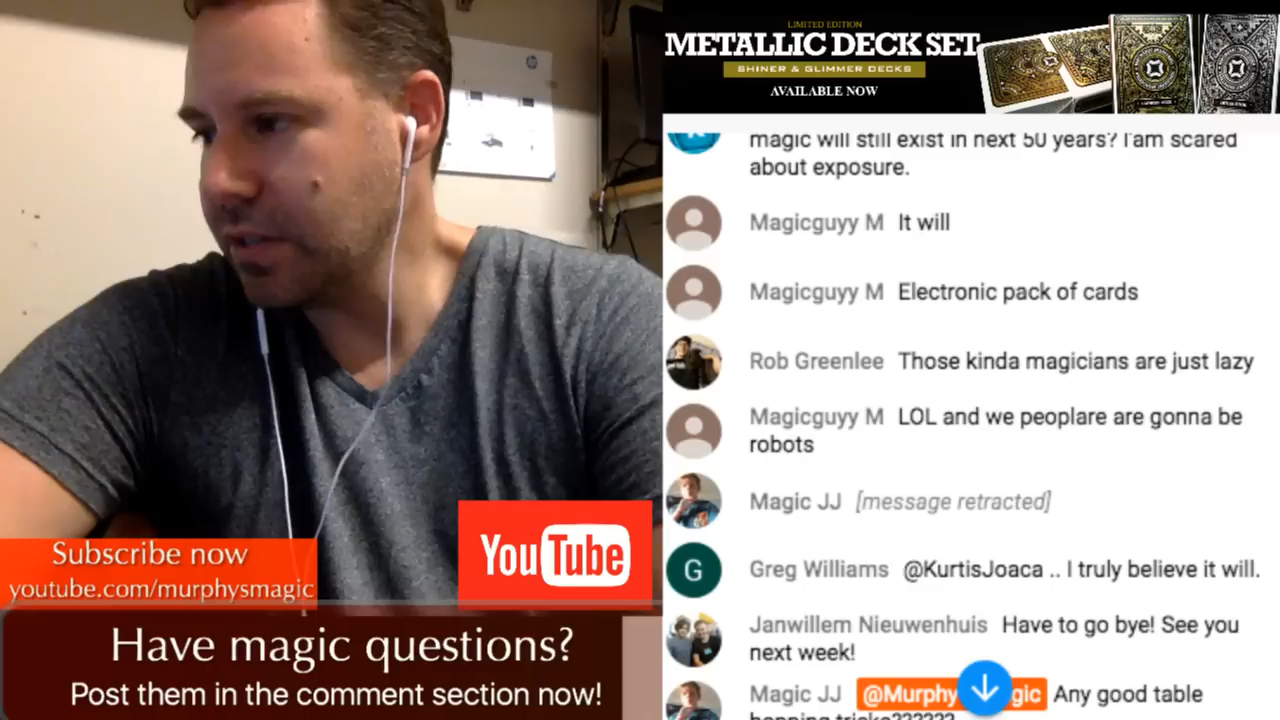 LIMITED EDITION
METALLIC DECK SET
SHINER & GLIMMER DECKS
AVAILABLE NOW
magic will still exist in next 50 years? I'am scared
about exposure.
Magicguyy M It will
Magicguyy M Electronic pack of cards
Rob Greenlee Those kinda magicians are just lazy
Magicguyy M LOL and we peoplare are gonna be
robots
Magic JJ [message retracted]
G
Greg Williams @KurtisJoaca .. I truly believe it will.
Janwillem Nieuwenhuis Have to go bye! See you
next week!
Magic JJ @Murphy gic Any good table
hopping tricks??????
YouTube
Subscribe now
youtube.com/murphysmagic
Have magic questions?
Post them in the comment section now!